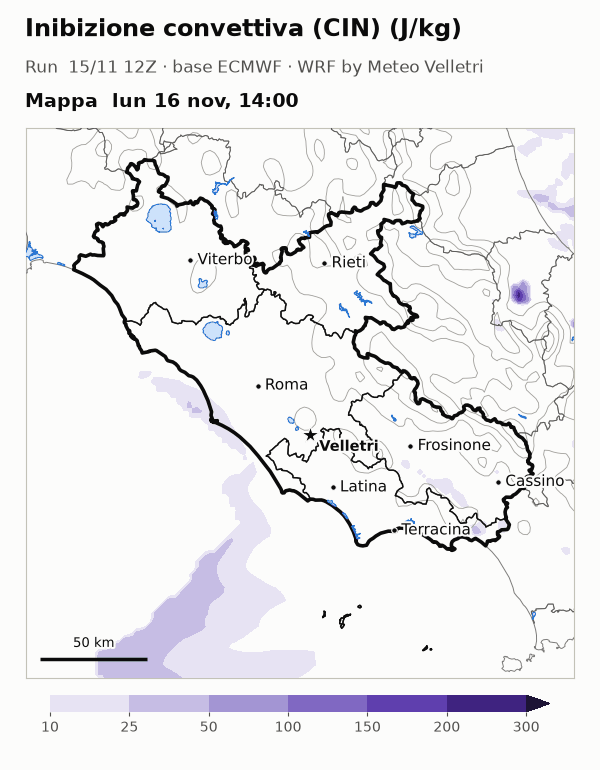 Inibizione convettiva (CIN) (J/kg)
Run  15/11 12Z · base ECMWF · WRF by Meteo Velletri
Mappa  lun 16 nov, 14:00
Viterbo
Rieti
Roma
Velletri
Frosinone
Cassino
Latina
Terracina
50 km
10 25 50 100 150 200 300